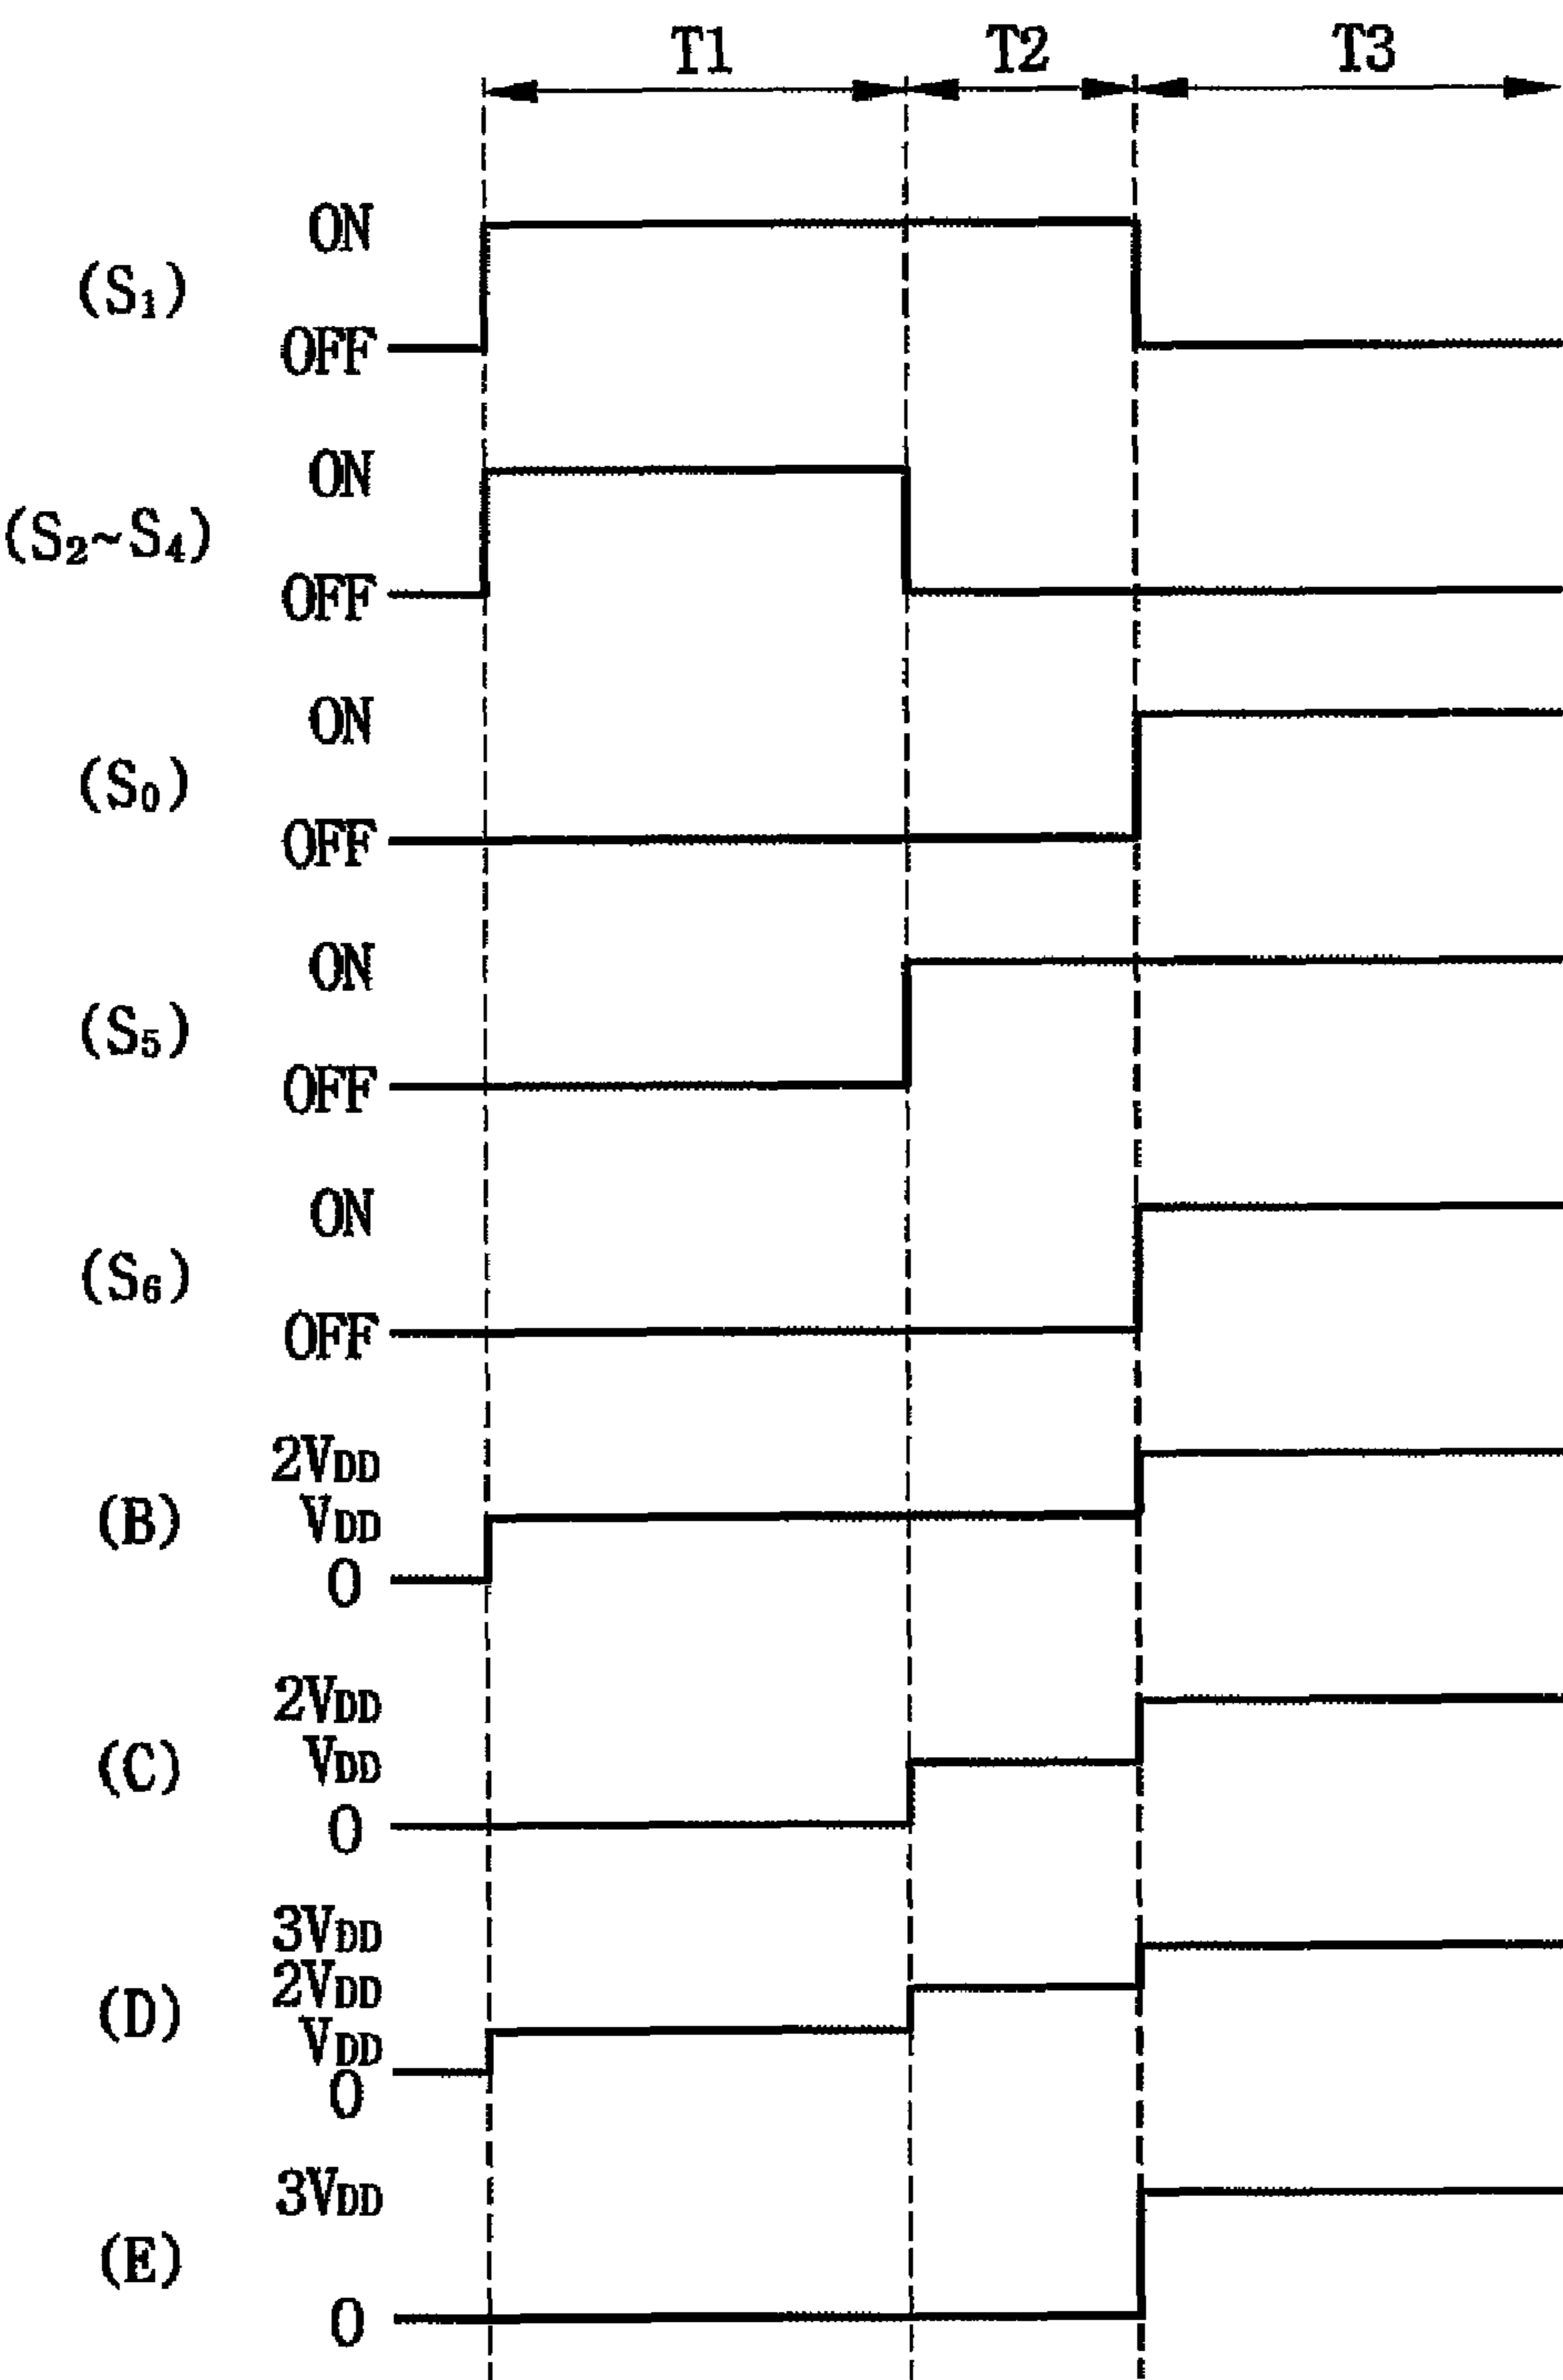 T1 T2 T3
ON
(S₁)
OFF
ON
(S₂~S₄)
OFF
ON
(S₀)
OFF
ON
(S₅)
OFF
ON
(S₆)
OFF
2VDD
(B) VDD
0
2VDD
(C) VDD
0
3VDD
2VDD
(D) VDD
0
3VDD
(E)
0